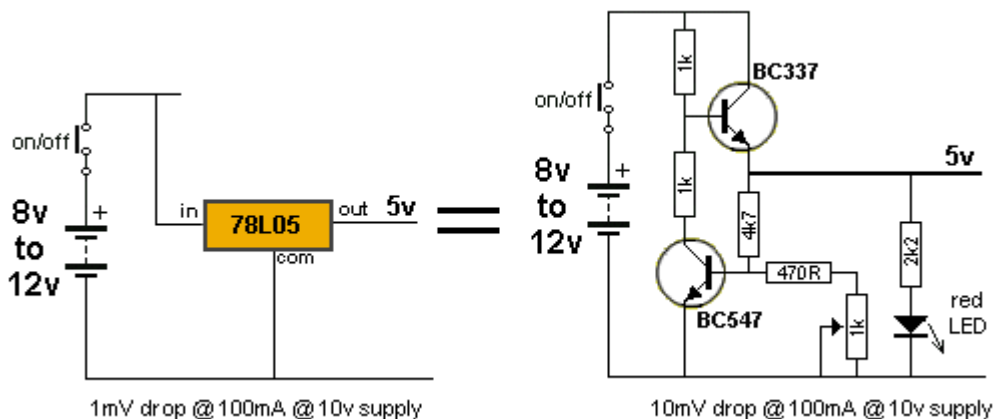 on/off
8v
to
12v
+
in
78L05
out
5v
com
1mV drop @ 100mA @ 10v supply
=
on/off
8v
to
12v
+
1k
BC337
1k
5v
4k7
BC547
470R
1k
2k2
red
LED
10mV drop @ 100mA @ 10v supply